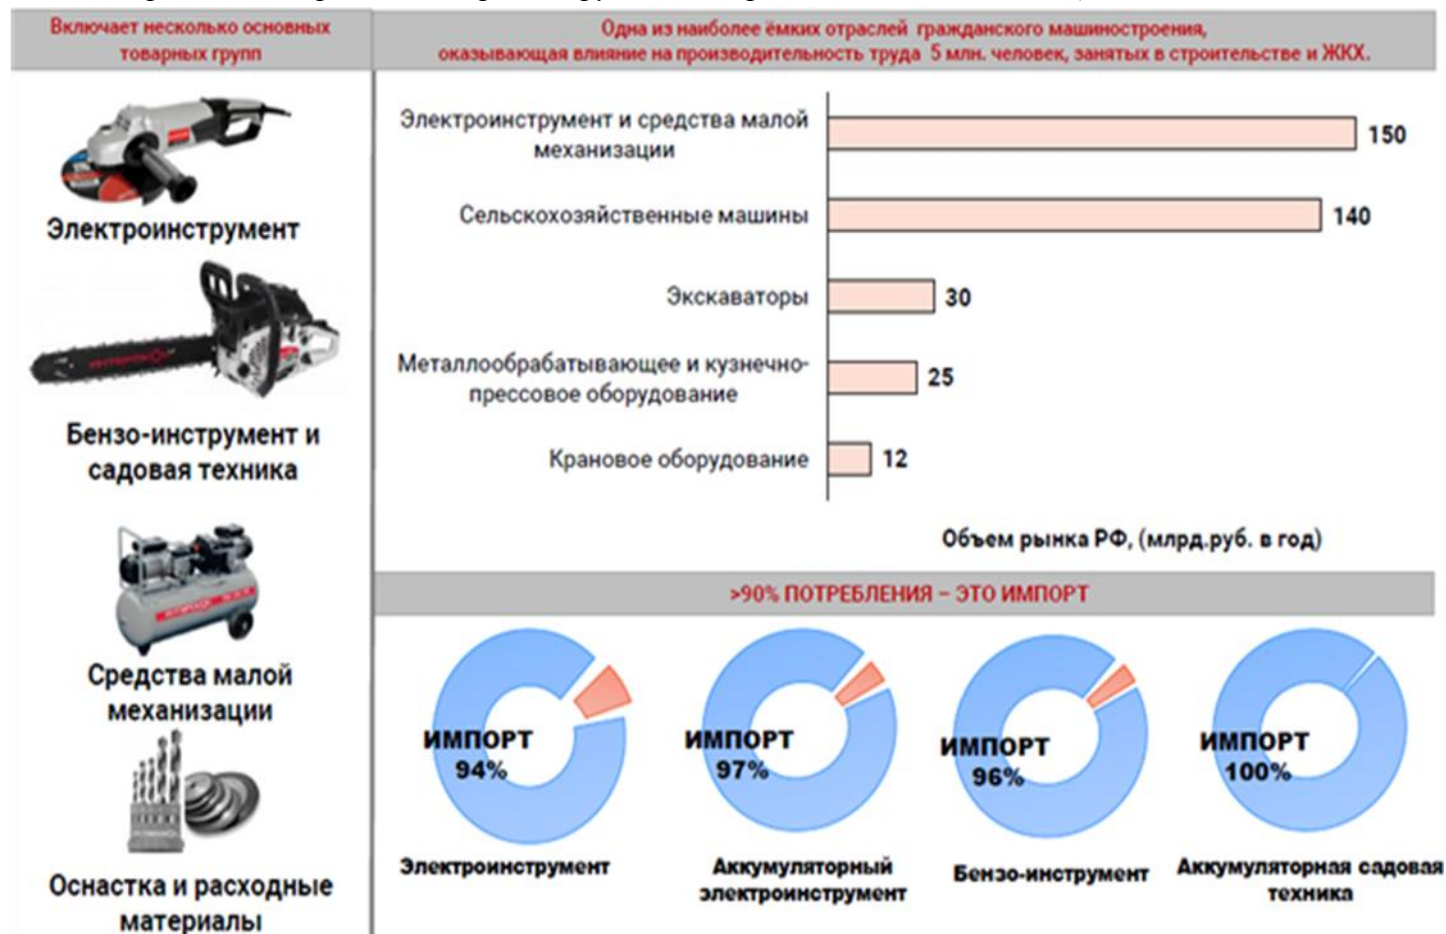 Включает несколько основных
товарных групп
Электроинструмент
Бензо-инструмент и
садовая техника
Средства малой
механизации
Оснастка и расходные
материалы
Одна из наиболее ёмких отраслей гражданского машиностроения,
оказывающая влияние на производительность труда 5 млн. человек, занятых в строительстве и ЖКХ.
Электроинструмент и средства малой
механизации
150
Сельскохозяйственные машины
140
Экскаваторы
30
Металлообрабатывающее и кузнечно-
прессовое оборудование
25
Крановое оборудование
12
Объем рынка РФ, (млрд.руб. в год)
>90% ПОТРЕБЛЕНИЯ – ЭТО ИМПОРТ
ИМПОРТ
94%
Электроинструмент
ИМПОРТ
97%
Аккумуляторный
электроинструмент
ИМПОРТ
96%
Бензо-инструмент
ИМПОРТ
100%
Аккумуляторная садовая
техника